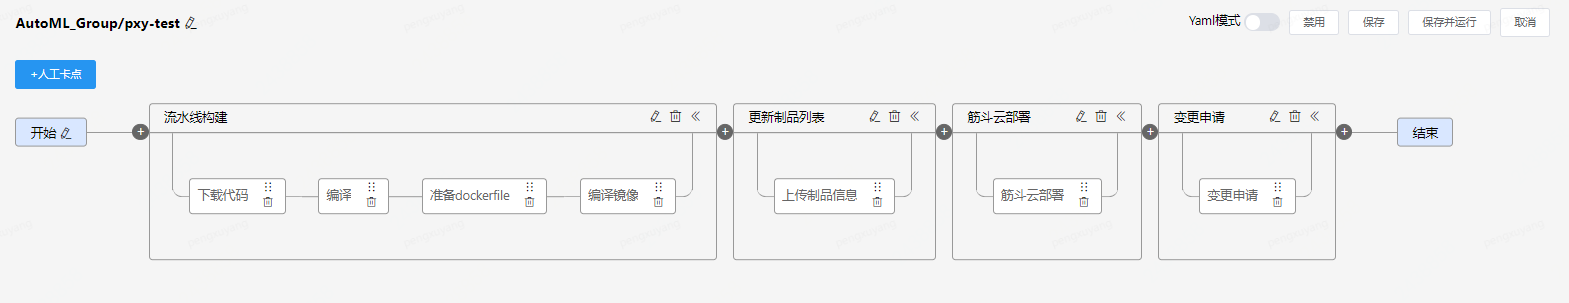 AutoML_Group/pxy-test
Yaml模式
禁用
保存
保存并运行
取消
+人工卡点
开始
流水线构建
下载代码
编译
准备dockerfile
编译镜像
更新制品列表
上传制品信息
筋斗云部署
筋斗云部署
变更申请
变更申请
结束